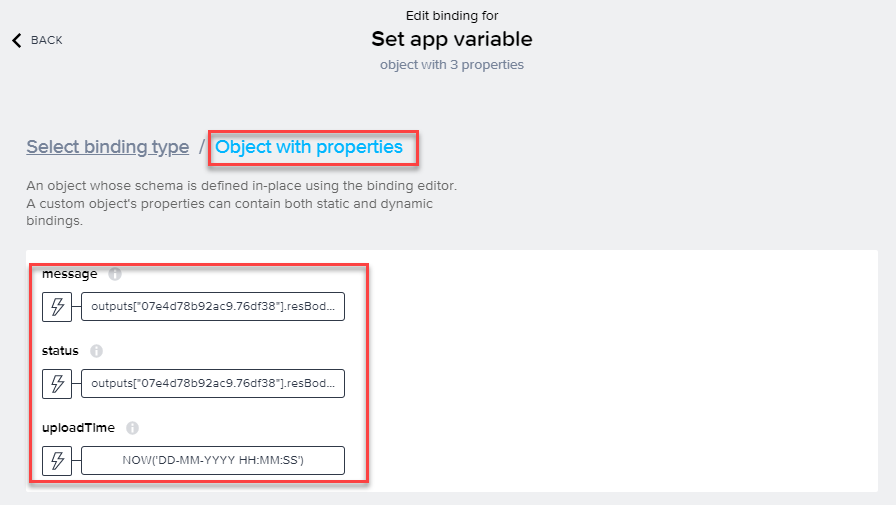 Edit binding for
BACK
Set app variable
object with 3 properties
Select binding type / Object with properties
An object whose schema is defined in-place using the binding editor.
A custom object's properties can contain both static and dynamic
bindings.
message
outputs["07e4d78b92ac9.76df38"].resBod...
status
outputs["07e4d78b92ac9.76df38"].resBod...
uploadTime
NOW('DD-MM-YYYY HH:MM:SS')